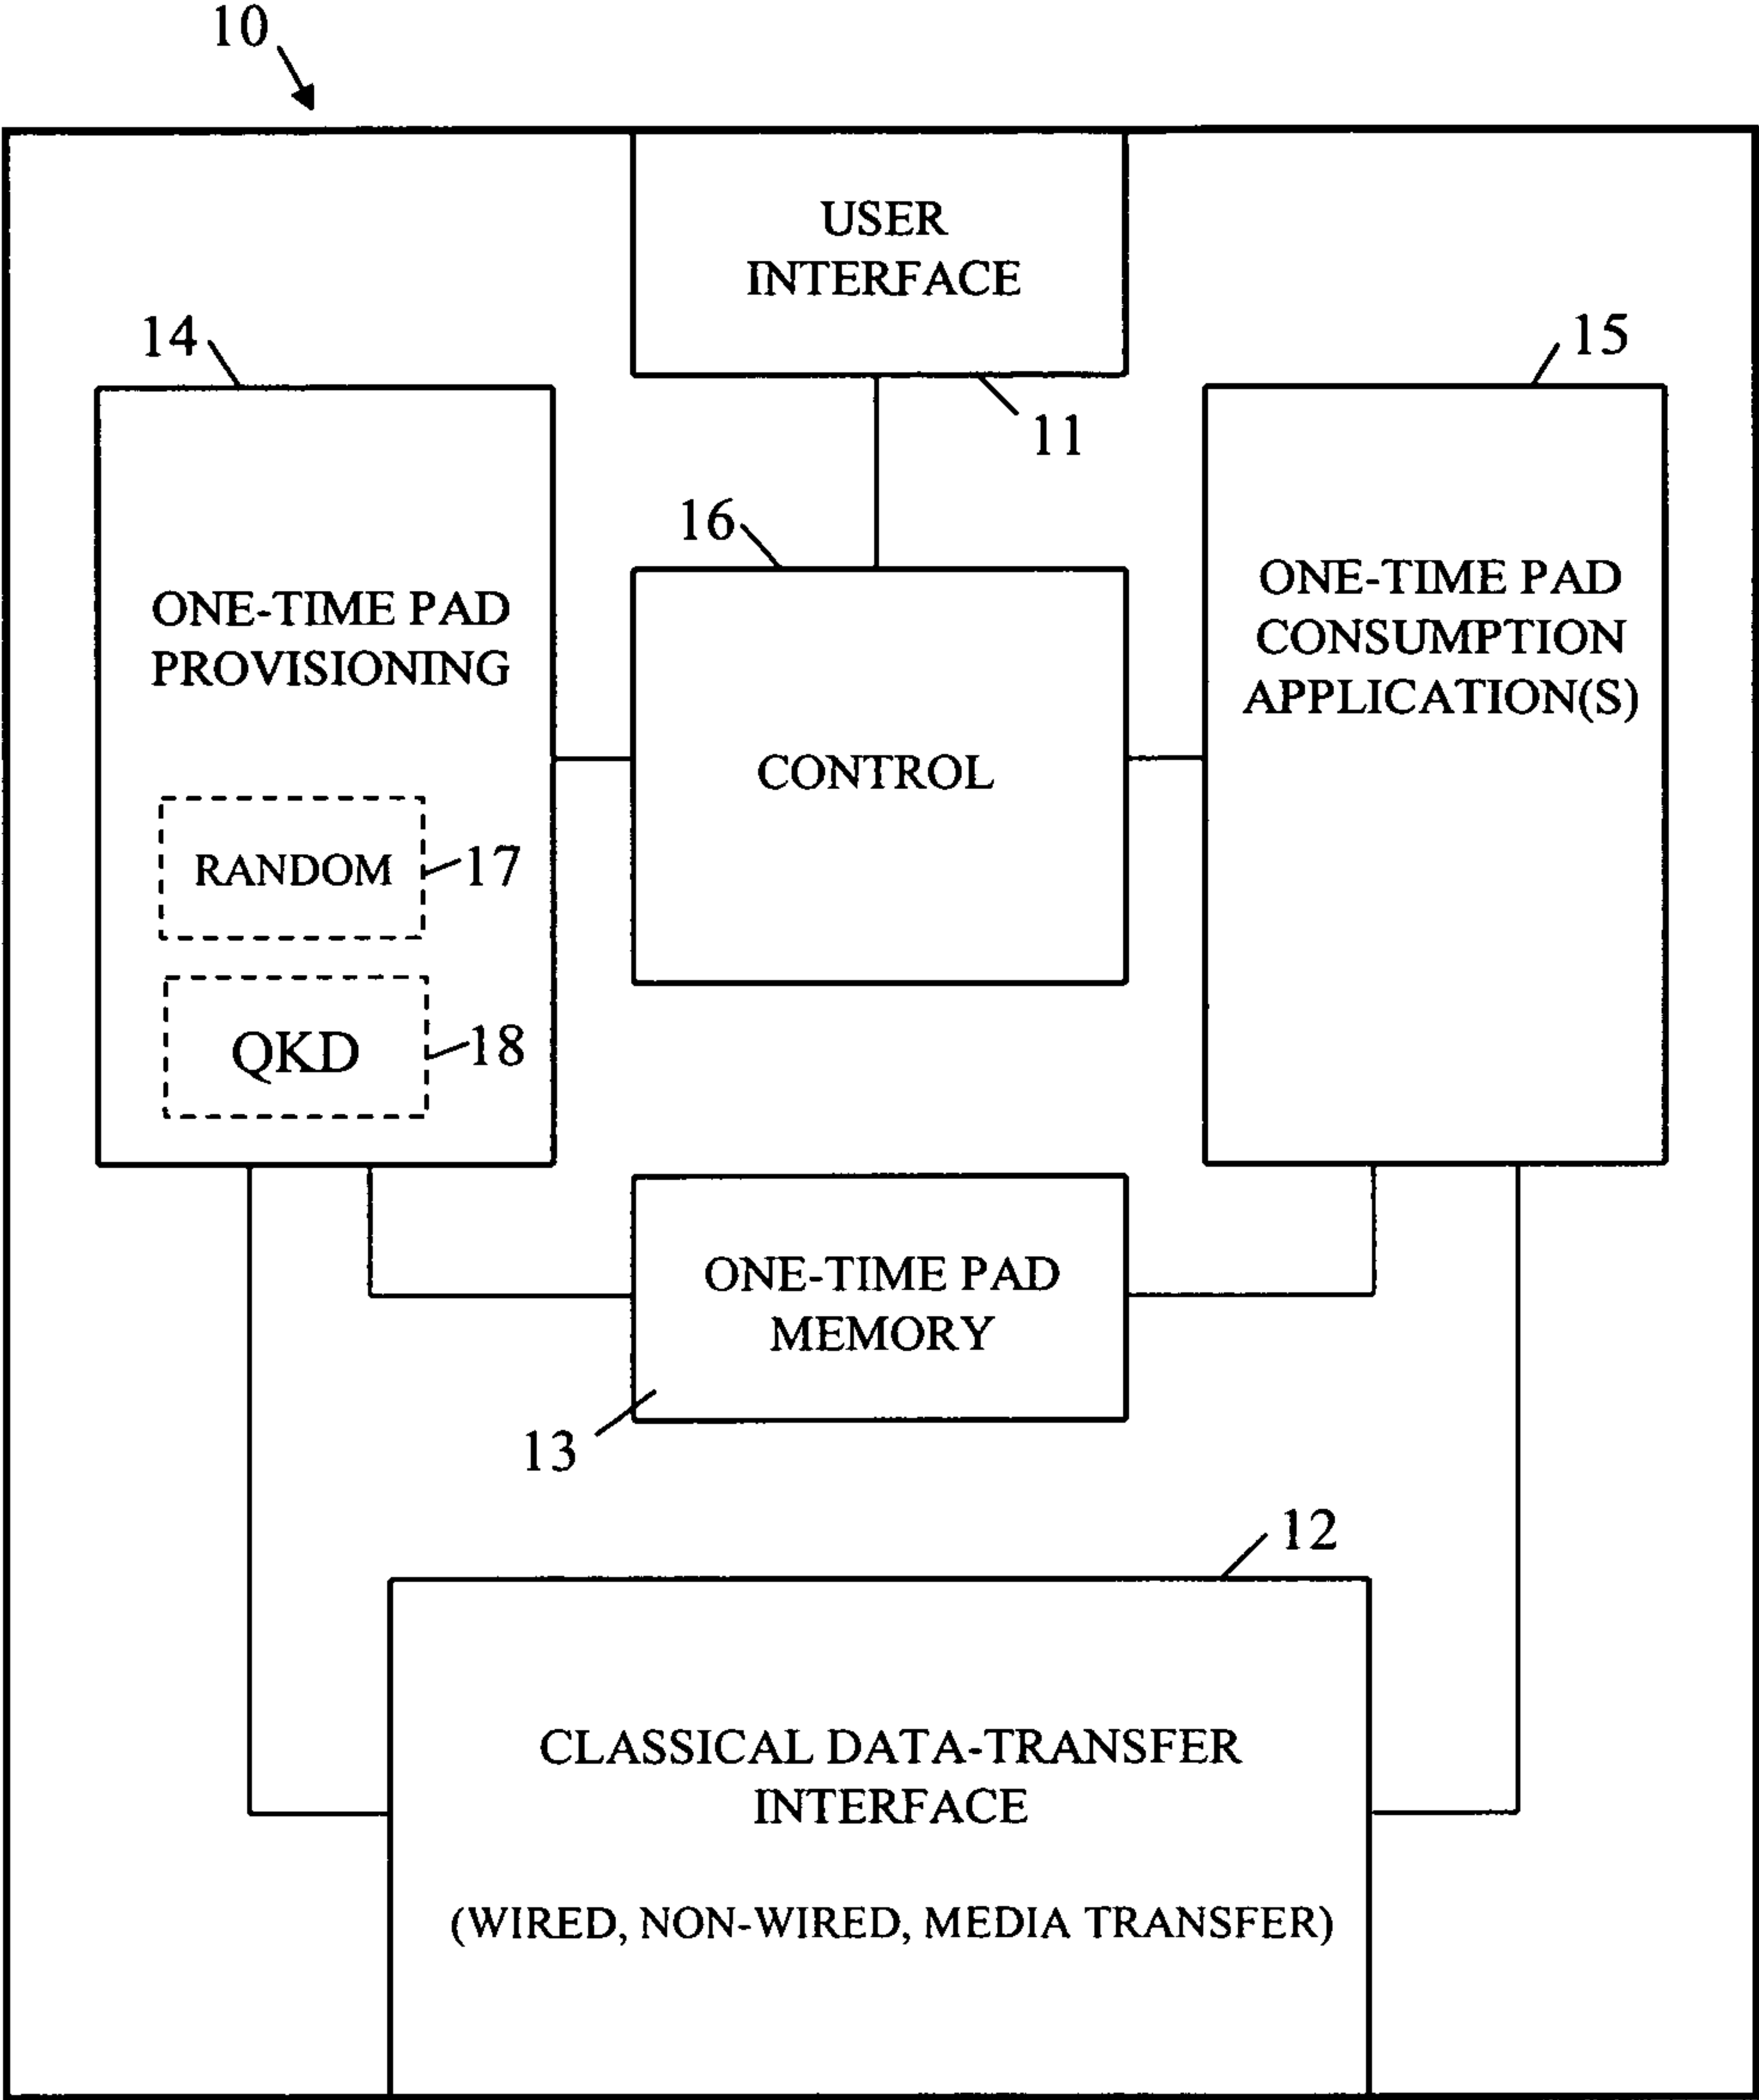 10
USER
INTERFACE
14
15
11
16
ONE-TIME PAD
PROVISIONING
CONTROL
ONE-TIME PAD
CONSUMPTION
APPLICATION(S)
RANDOM
17
QKD
18
ONE-TIME PAD
MEMORY
13
12
CLASSICAL DATA-TRANSFER
INTERFACE
(WIRED, NON-WIRED, MEDIA TRANSFER)